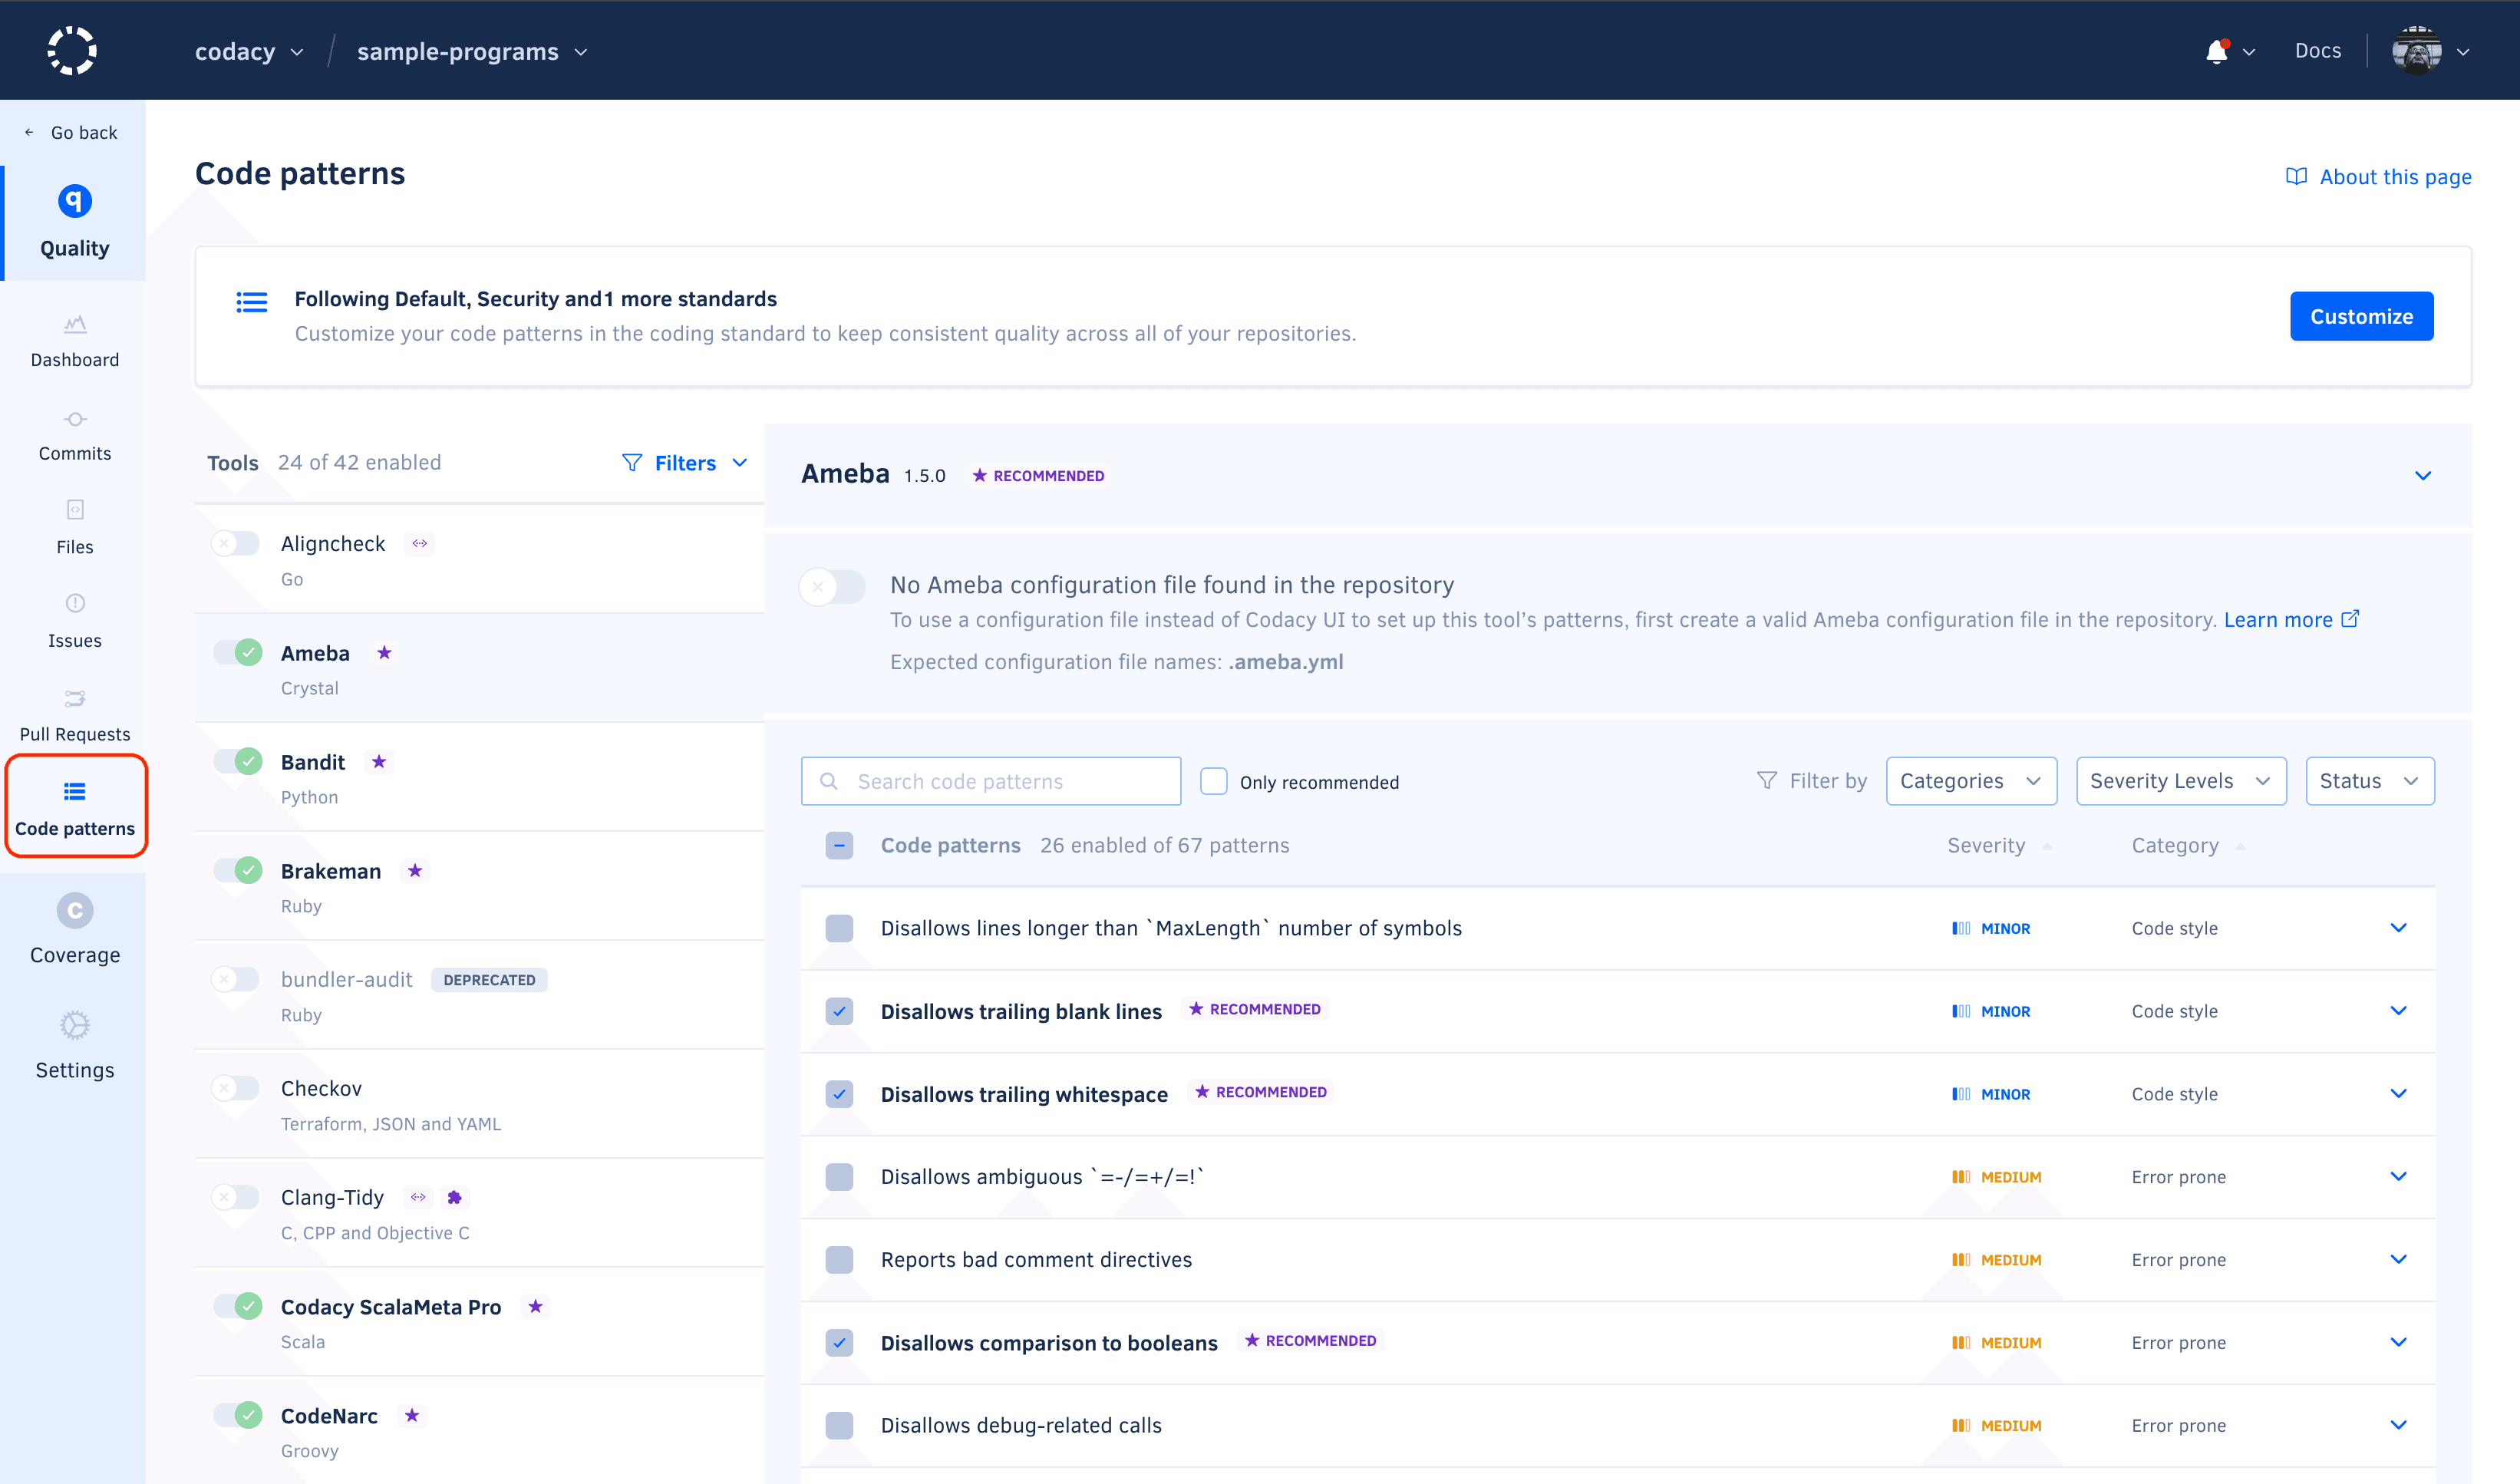 codacy / sample-programs
Docs
Go back
Quality
Dashboard
Commits
Files
Issues
Pull Requests
Code patterns
Coverage
Settings
Code patterns
About this page
Following Default, Security and1 more standards
Customize your code patterns in the coding standard to keep consistent quality across all of your repositories.
Customize
Tools 24 of 42 enabled Filters
Aligncheck
Go
Ameba
Crystal
Bandit
Python
Brakeman
Ruby
bundler-audit DEPRECATED
Ruby
Checkov
Terraform, JSON and YAML
Clang-Tidy
C, CPP and Objective C
Codacy ScalaMeta Pro
Scala
CodeNarc
Groovy
Ameba 1.5.0 RECOMMENDED
No Ameba configuration file found in the repository
To use a configuration file instead of Codacy UI to set up this tool’s patterns, first create a valid Ameba configuration file in the repository. Learn more
Expected configuration file names: .ameba.yml
Search code patterns Only recommended Filter by Categories Severity Levels Status
Code patterns 26 enabled of 67 patterns Severity Category
Disallows lines longer than `MaxLength` number of symbols MINOR Code style
Disallows trailing blank lines RECOMMENDED MINOR Code style
Disallows trailing whitespace RECOMMENDED MINOR Code style
Disallows ambiguous `=-/=+/=!` MEDIUM Error prone
Reports bad comment directives MEDIUM Error prone
Disallows comparison to booleans RECOMMENDED MEDIUM Error prone
Disallows debug-related calls MEDIUM Error prone